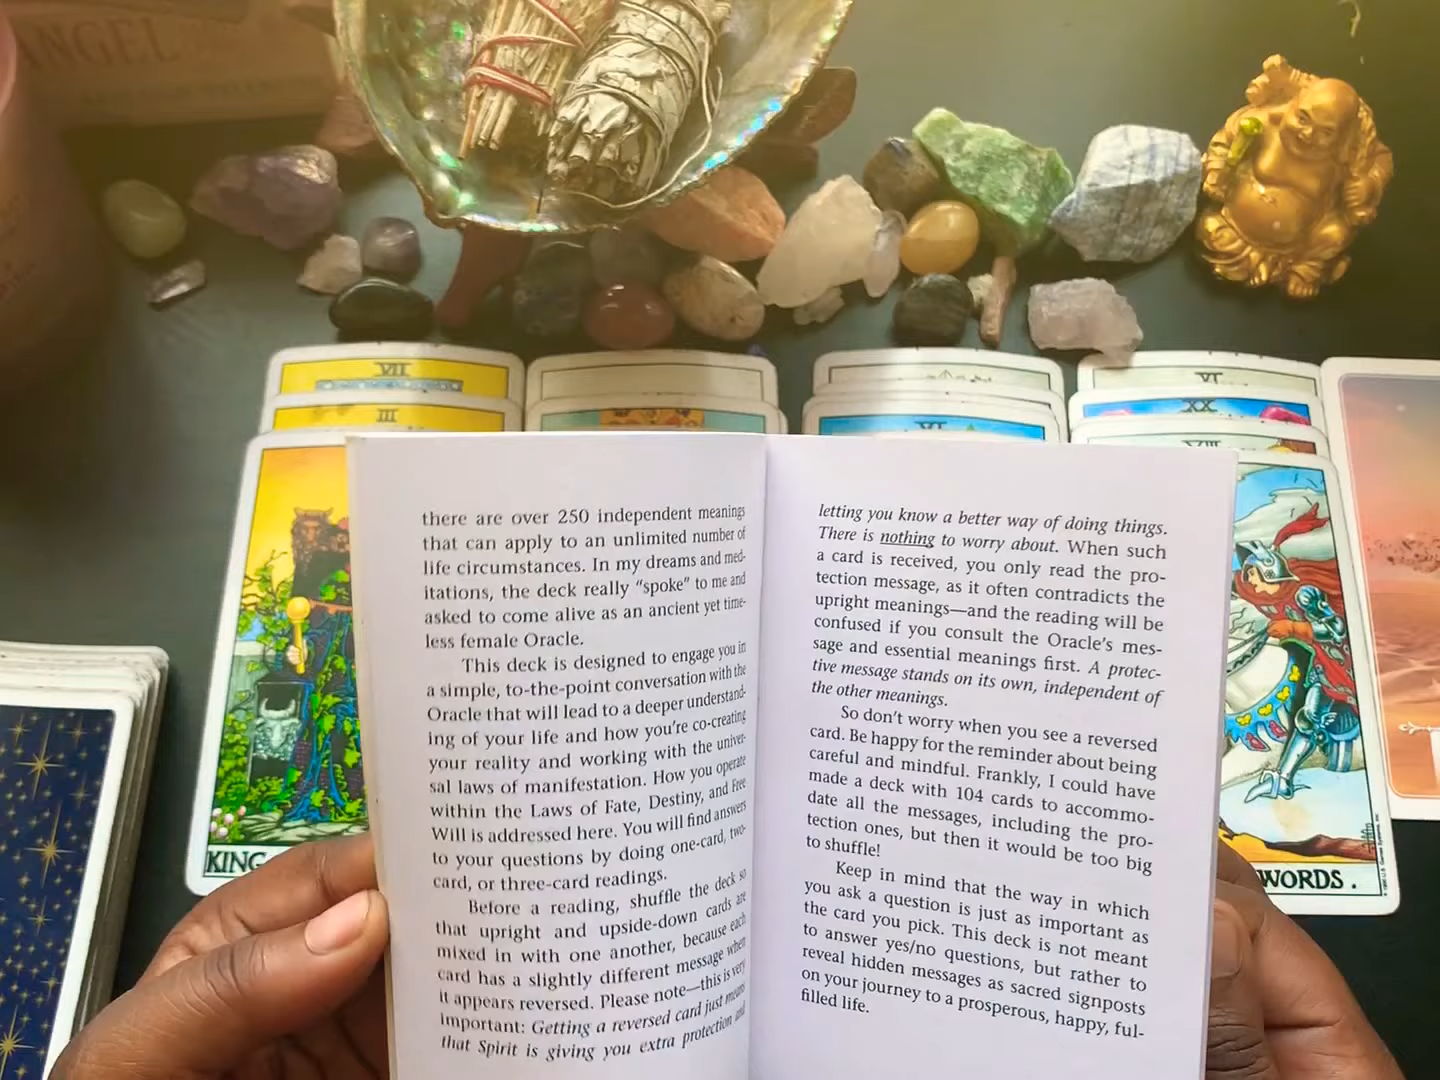 ANGEL
VII
III
VI
VI
XX
VIII
KING
WORDS.
there are over 250 independent meanings
that can apply to an unlimited number of
life circumstances. In my dreams and med-
itations, the deck really “spoke” to me and
asked to come alive as an ancient yet time-
less female Oracle.
This deck is designed to engage you in
a simple, to-the-point conversation with the
Oracle that will lead to a deeper understand-
ing of your life and how you’re co-creating
your reality and working with the univer-
sal laws of manifestation. How you operate
within the Laws of Fate, Destiny, and Free
Will is addressed here. You will find answers
to your questions by doing one-card, two-
card, or three-card readings.
Before a reading, shuffle the deck so
that upright and upside-down cards are
mixed in with one another, because each
card has a slightly different message when
it appears reversed. Please note—this is very
important: Getting a reversed card just means
that Spirit is giving you extra protection and
letting you know a better way of doing things.
There is nothing to worry about. When such
a card is received, you only read the pro-
tection message, as it often contradicts the
upright meanings—and the reading will be
confused if you consult the Oracle’s mes-
sage and essential meanings first. A protec-
tive message stands on its own, independent of
the other meanings.
So don’t worry when you see a reversed
card. Be happy for the reminder about being
careful and mindful. Frankly, I could have
made a deck with 104 cards to accommo-
date all the messages, including the pro-
tection ones, but then it would be too big
to shuffle!
Keep in mind that the way in which
you ask a question is just as important as
the card you pick. This deck is not meant
to answer yes/no questions, but rather to
reveal hidden messages as sacred signposts
on your journey to a prosperous, happy, ful-
filled life.